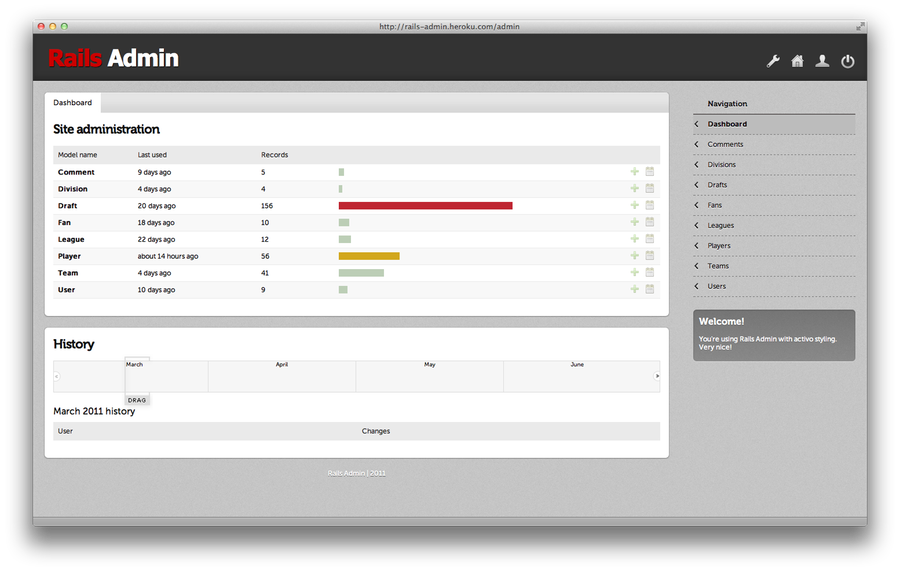 http://rails-admin.heroku.com/admin
Rails Admin
Dashboard
Site administration
Model name Last used Records
Comment 9 days ago 5
Division 4 days ago 4
Draft 20 days ago 156
Fan 18 days ago 10
League 22 days ago 12
Player about 14 hours ago 56
Team 4 days ago 41
User 10 days ago 9
History
March April May June
DRAG
March 2011 history
User Changes
Rails Admin | 2011
Navigation
Dashboard
Comments
Divisions
Drafts
Fans
Leagues
Players
Teams
Users
Welcome!
You're using Rails Admin with activo styling.
Very nice!